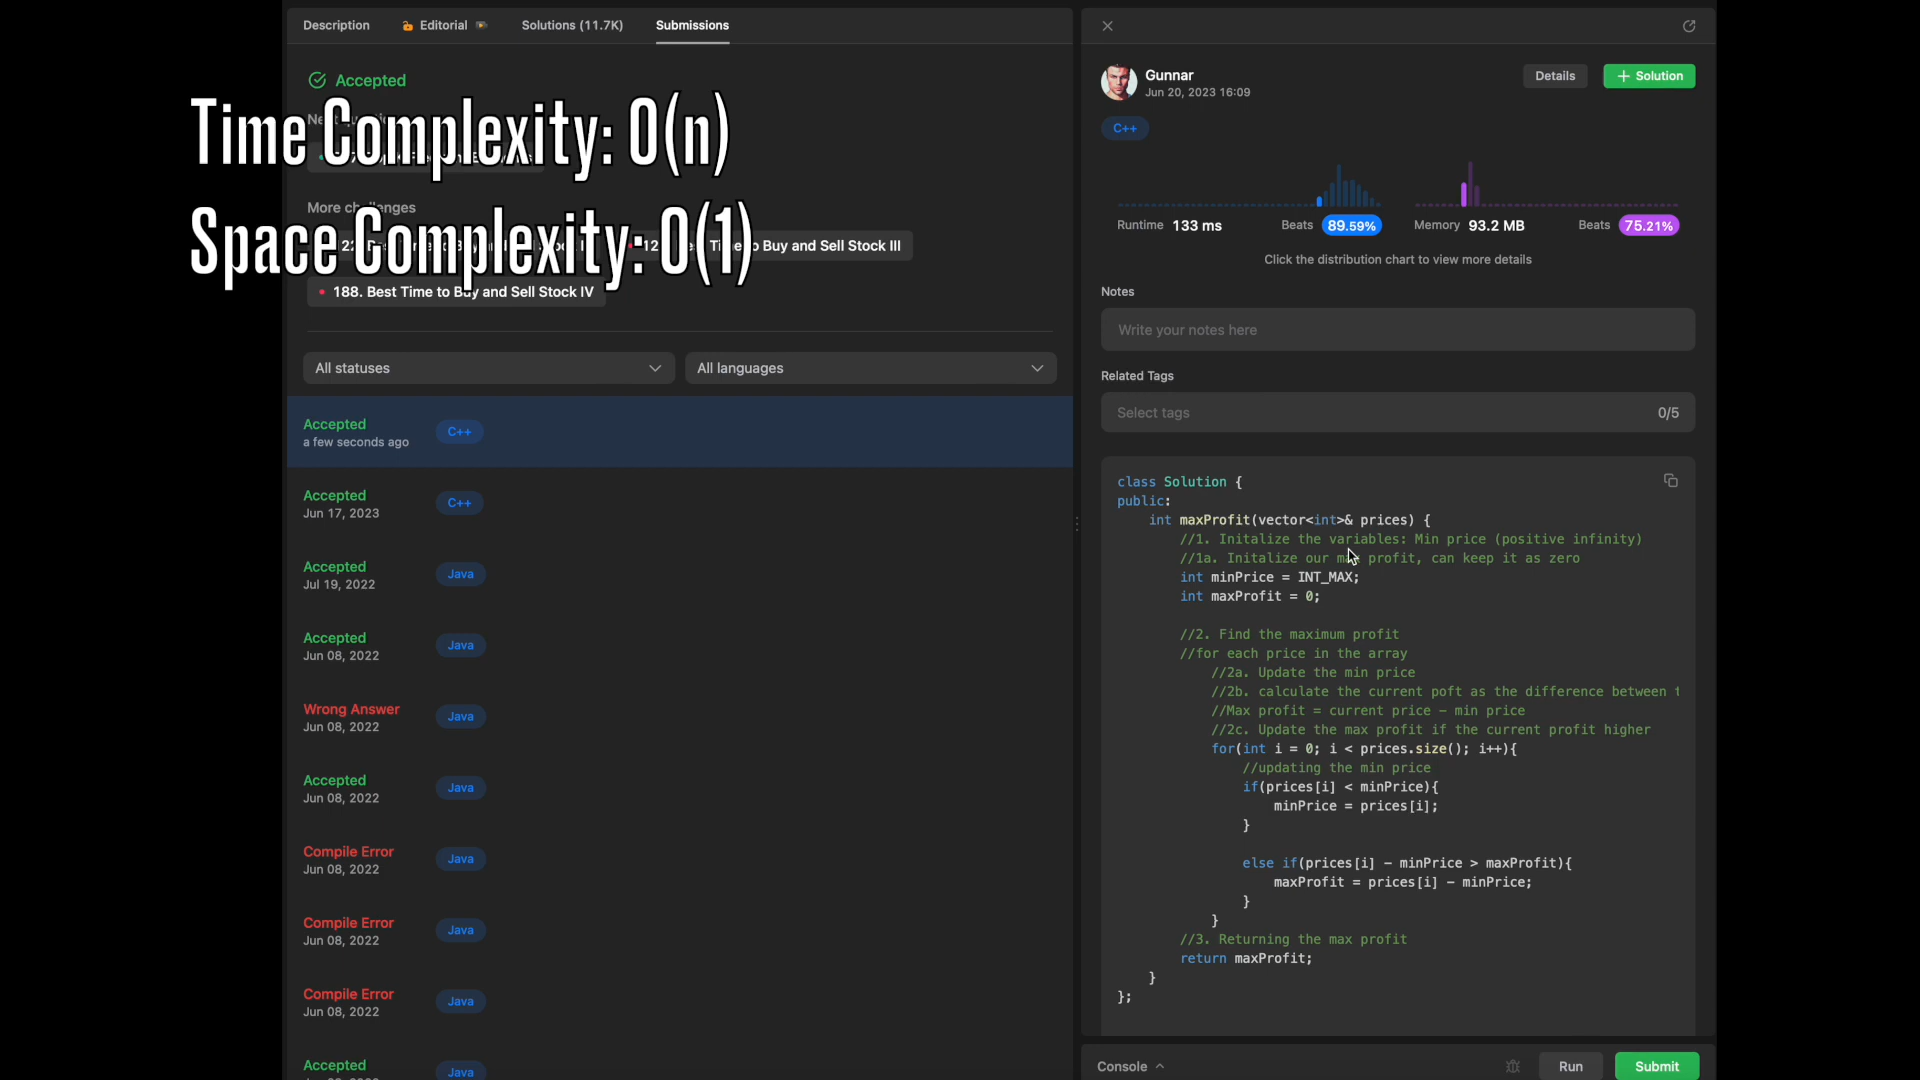 Description
Editorial
Solutions (11.7K)
Submissions
Accepted
Time Complexity: O(n)
More challenges
Space Complexity: O(1)
Time to Buy and Sell Stock III
188. Best Time to Buy and Sell Stock IV
All statuses
All languages
Accepted
a few seconds ago
C++
Accepted
Jun 17, 2023
C++
Accepted
Jul 19, 2022
Java
Accepted
Jun 08, 2022
Java
Wrong Answer
Jun 08, 2022
Java
Accepted
Jun 08, 2022
Java
Compile Error
Jun 08, 2022
Java
Compile Error
Jun 08, 2022
Java
Compile Error
Jun 08, 2022
Java
Accepted
Java
Gunnar
Jun 20, 2023 16:09
Details
+ Solution
C++
Runtime 133 ms
Beats 89.59%
Memory 93.2 MB
Beats 75.21%
Click the distribution chart to view more details
Notes
Write your notes here
Related Tags
Select tags
0/5
class Solution {
public:
int maxProfit(vector<int>& prices) {
//1. Initalize the variables: Min price (positive infinity)
//1a. Initalize our max profit, can keep it as zero
int minPrice = INT_MAX;
int maxProfit = 0;
//2. Find the maximum profit
//for each price in the array
//2a. Update the min price
//2b. calculate the current poft as the difference between
//Max profit = current price - min price
//2c. Update the max profit if the current profit higher
for(int i = 0; i < prices.size(); i++){
//updating the min price
if(prices[i] < minPrice){
minPrice = prices[i];
}
else if(prices[i] - minPrice > maxProfit){
maxProfit = prices[i] - minPrice;
}
}
//3. Returning the max profit
return maxProfit;
}
};
Console
Run
Submit